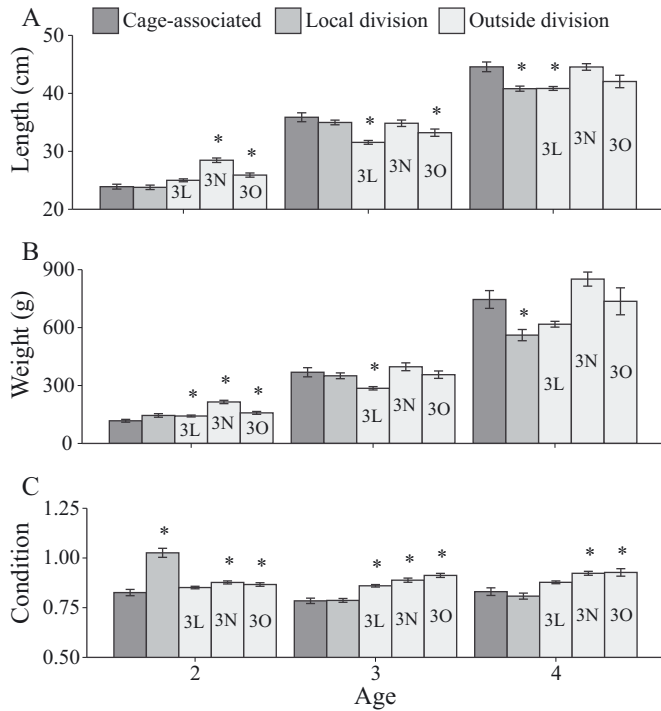 A
Cage-associated Local division Outside division
50
40
30
20
Length (cm)
* * * * * *
3L 3N 3O 3L 3N 3O 3L 3N 3O
B
900
600
300
0
Weight (g)
* * * * *
3L 3N 3O 3L 3N 3O 3L 3N 3O
C
1.25
1.00
0.75
0.50
Condition
* * * * * * * *
3L 3N 3O 3L 3N 3O 3L 3N 3O
2 3 4
Age